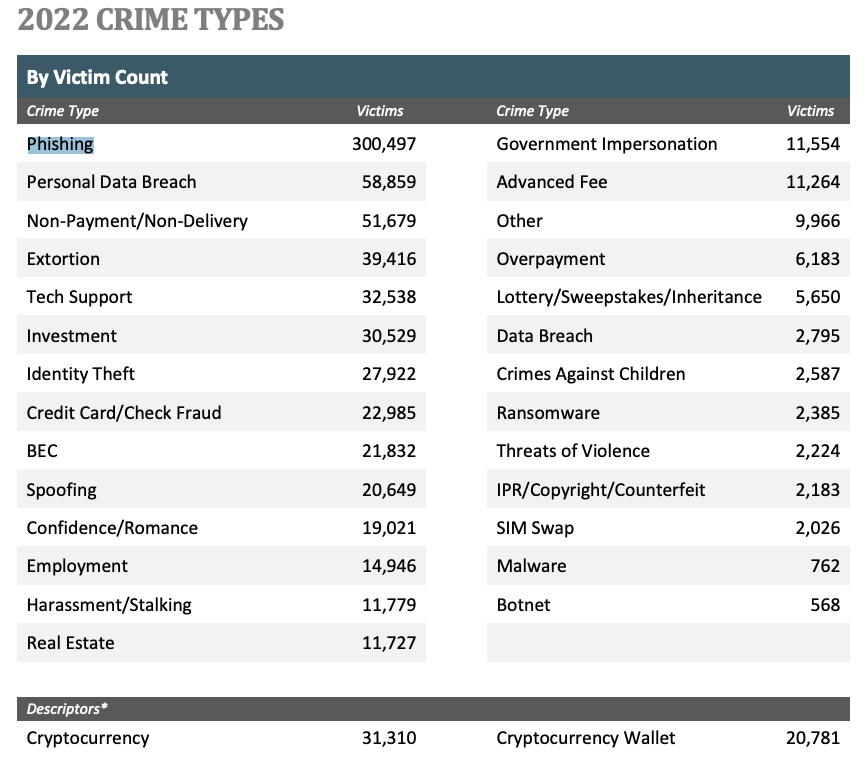 2022 CRIME TYPES
By Victim Count
Crime Type Victims Crime Type Victims
Phishing 300,497 Government Impersonation 11,554
Personal Data Breach 58,859 Advanced Fee 11,264
Non-Payment/Non-Delivery 51,679 Other 9,966
Extortion 39,416 Overpayment 6,183
Tech Support 32,538 Lottery/Sweepstakes/Inheritance 5,650
Investment 30,529 Data Breach 2,795
Identity Theft 27,922 Crimes Against Children 2,587
Credit Card/Check Fraud 22,985 Ransomware 2,385
BEC 21,832 Threats of Violence 2,224
Spoofing 20,649 IPR/Copyright/Counterfeit 2,183
Confidence/Romance 19,021 SIM Swap 2,026
Employment 14,946 Malware 762
Harassment/Stalking 11,779 Botnet 568
Real Estate 11,727
Descriptors*
Cryptocurrency 31,310 Cryptocurrency Wallet 20,781